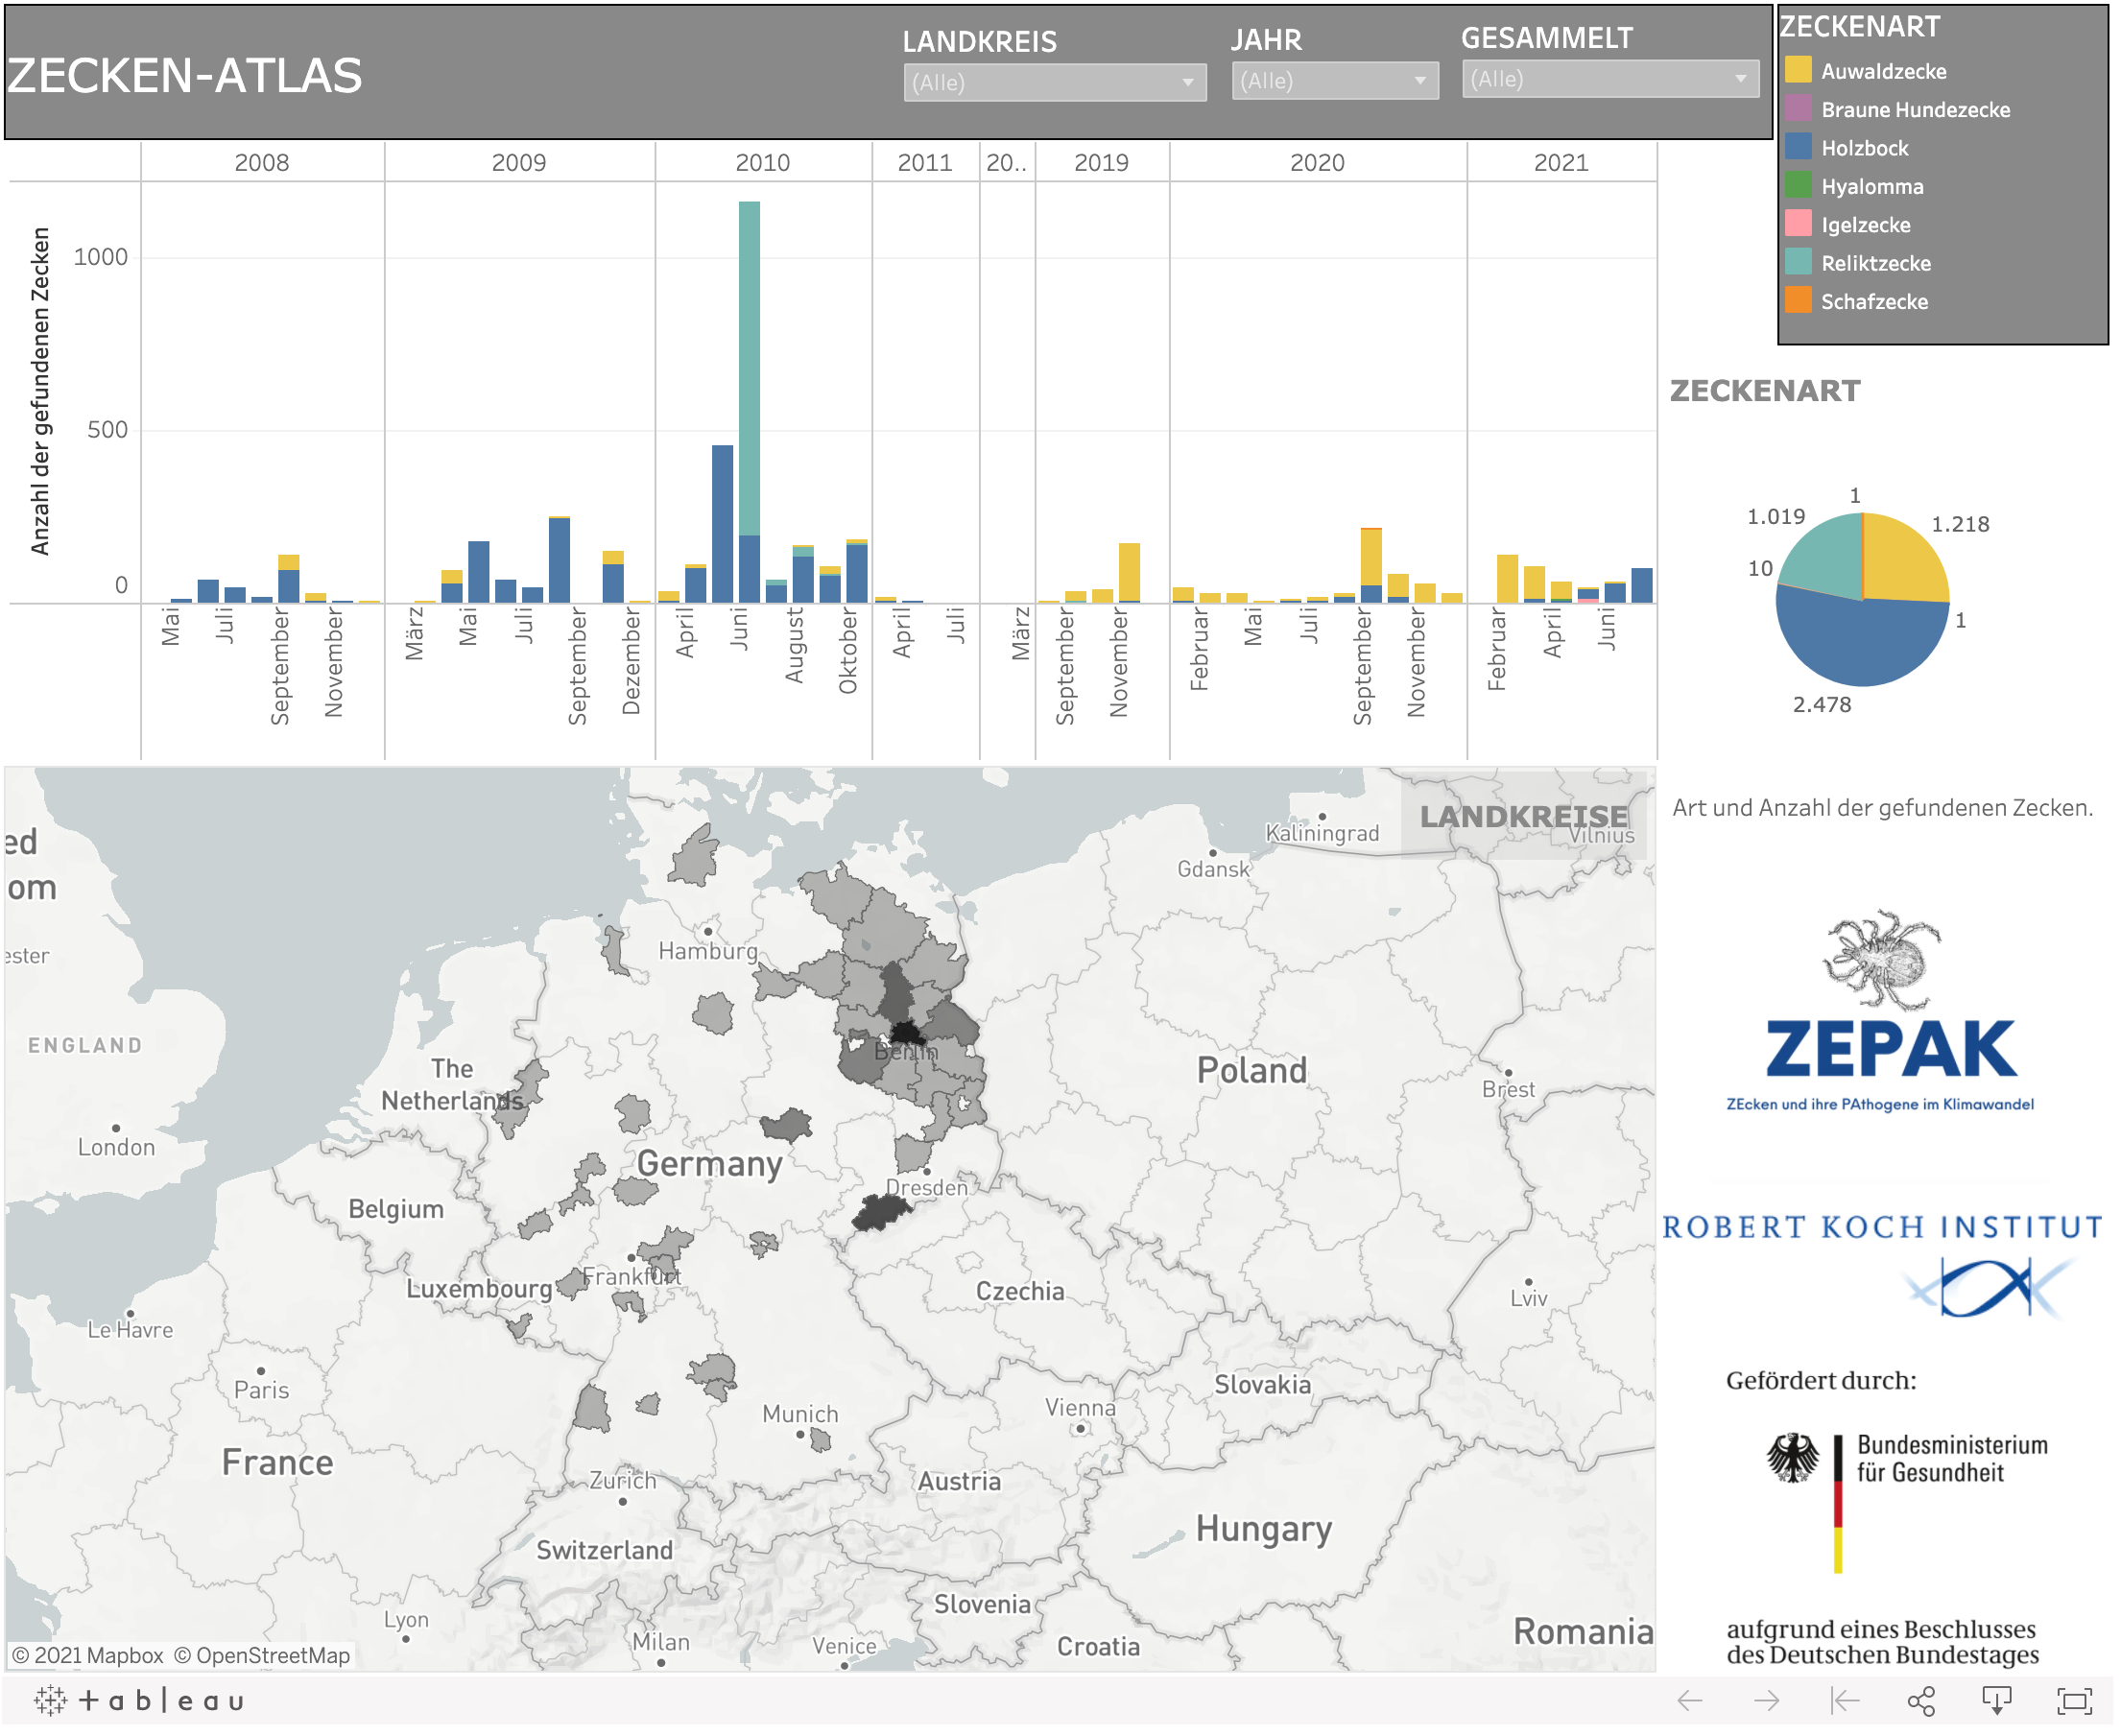 ZECKEN-ATLAS
LANDKREIS
(Alle)
JAHR
(Alle)
GESAMMELT
(Alle)
ZECKENART
Auwaldzecke
Braune Hundezecke
Holzbock
Hyalomma
Igelzecke
Reliktzecke
Schafzecke
2008
2009
2010
2011
20..
2019
2020
2021
Anzahl der gefundenen Zecken
1000
500
0
Mai
Juli
September
November
März
Mai
Juli
September
Dezember
April
Juni
August
Oktober
April
Juli
März
September
November
Februar
Mai
Juli
September
November
Februar
April
Juni
ZECKENART
1
1.019
1.218
10
1
2.478
Art und Anzahl der gefundenen Zecken.
LANDKREISE
ed
om
ester
ENGLAND
London
The
Netherlands
Belgium
Luxembourg
Le Havre
Paris
France
Lyon
Hamburg
Berlin
Germany
Dresden
Frankfurt
Munich
Zurich
Switzerland
Milan
Venice
Kaliningrad
Vilnius
Gdansk
Poland
Brest
Czechia
Lviv
Slovakia
Vienna
Austria
Hungary
Slovenia
Croatia
Romania
© 2021 Mapbox © OpenStreetMap
ZEPAK
ZEcken und ihre PAthogene im Klimawandel
ROBERT KOCH INSTITUT
Gefördert durch:
Bundesministerium
für Gesundheit
aufgrund eines Beschlusses
des Deutschen Bundestages
+ a b | e a u